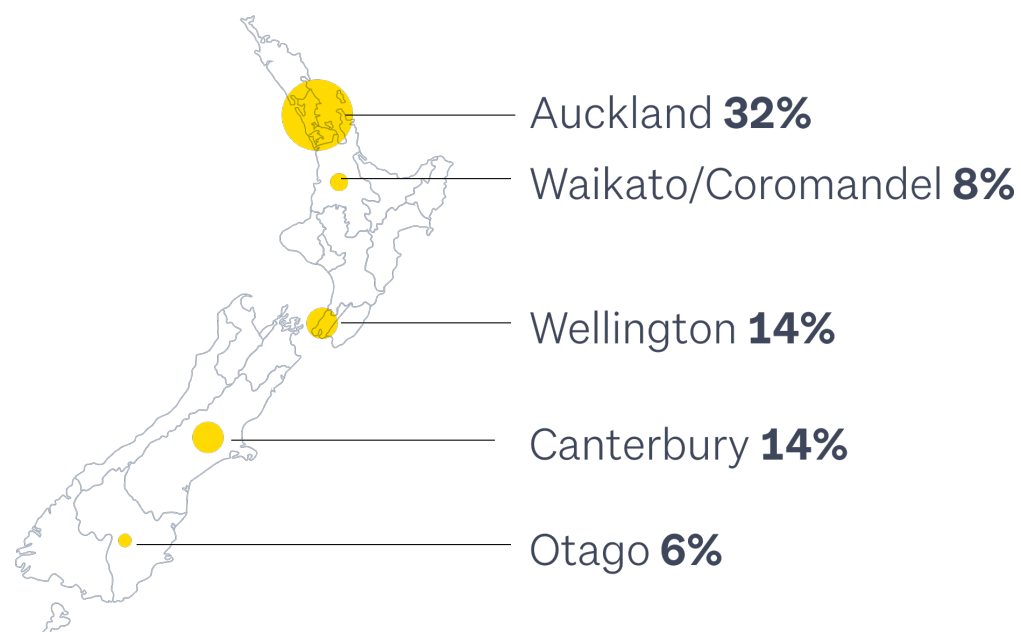 Auckland 32%
Waikato/Coromandel 8%
Wellington 14%
Canterbury 14%
Otago 6%